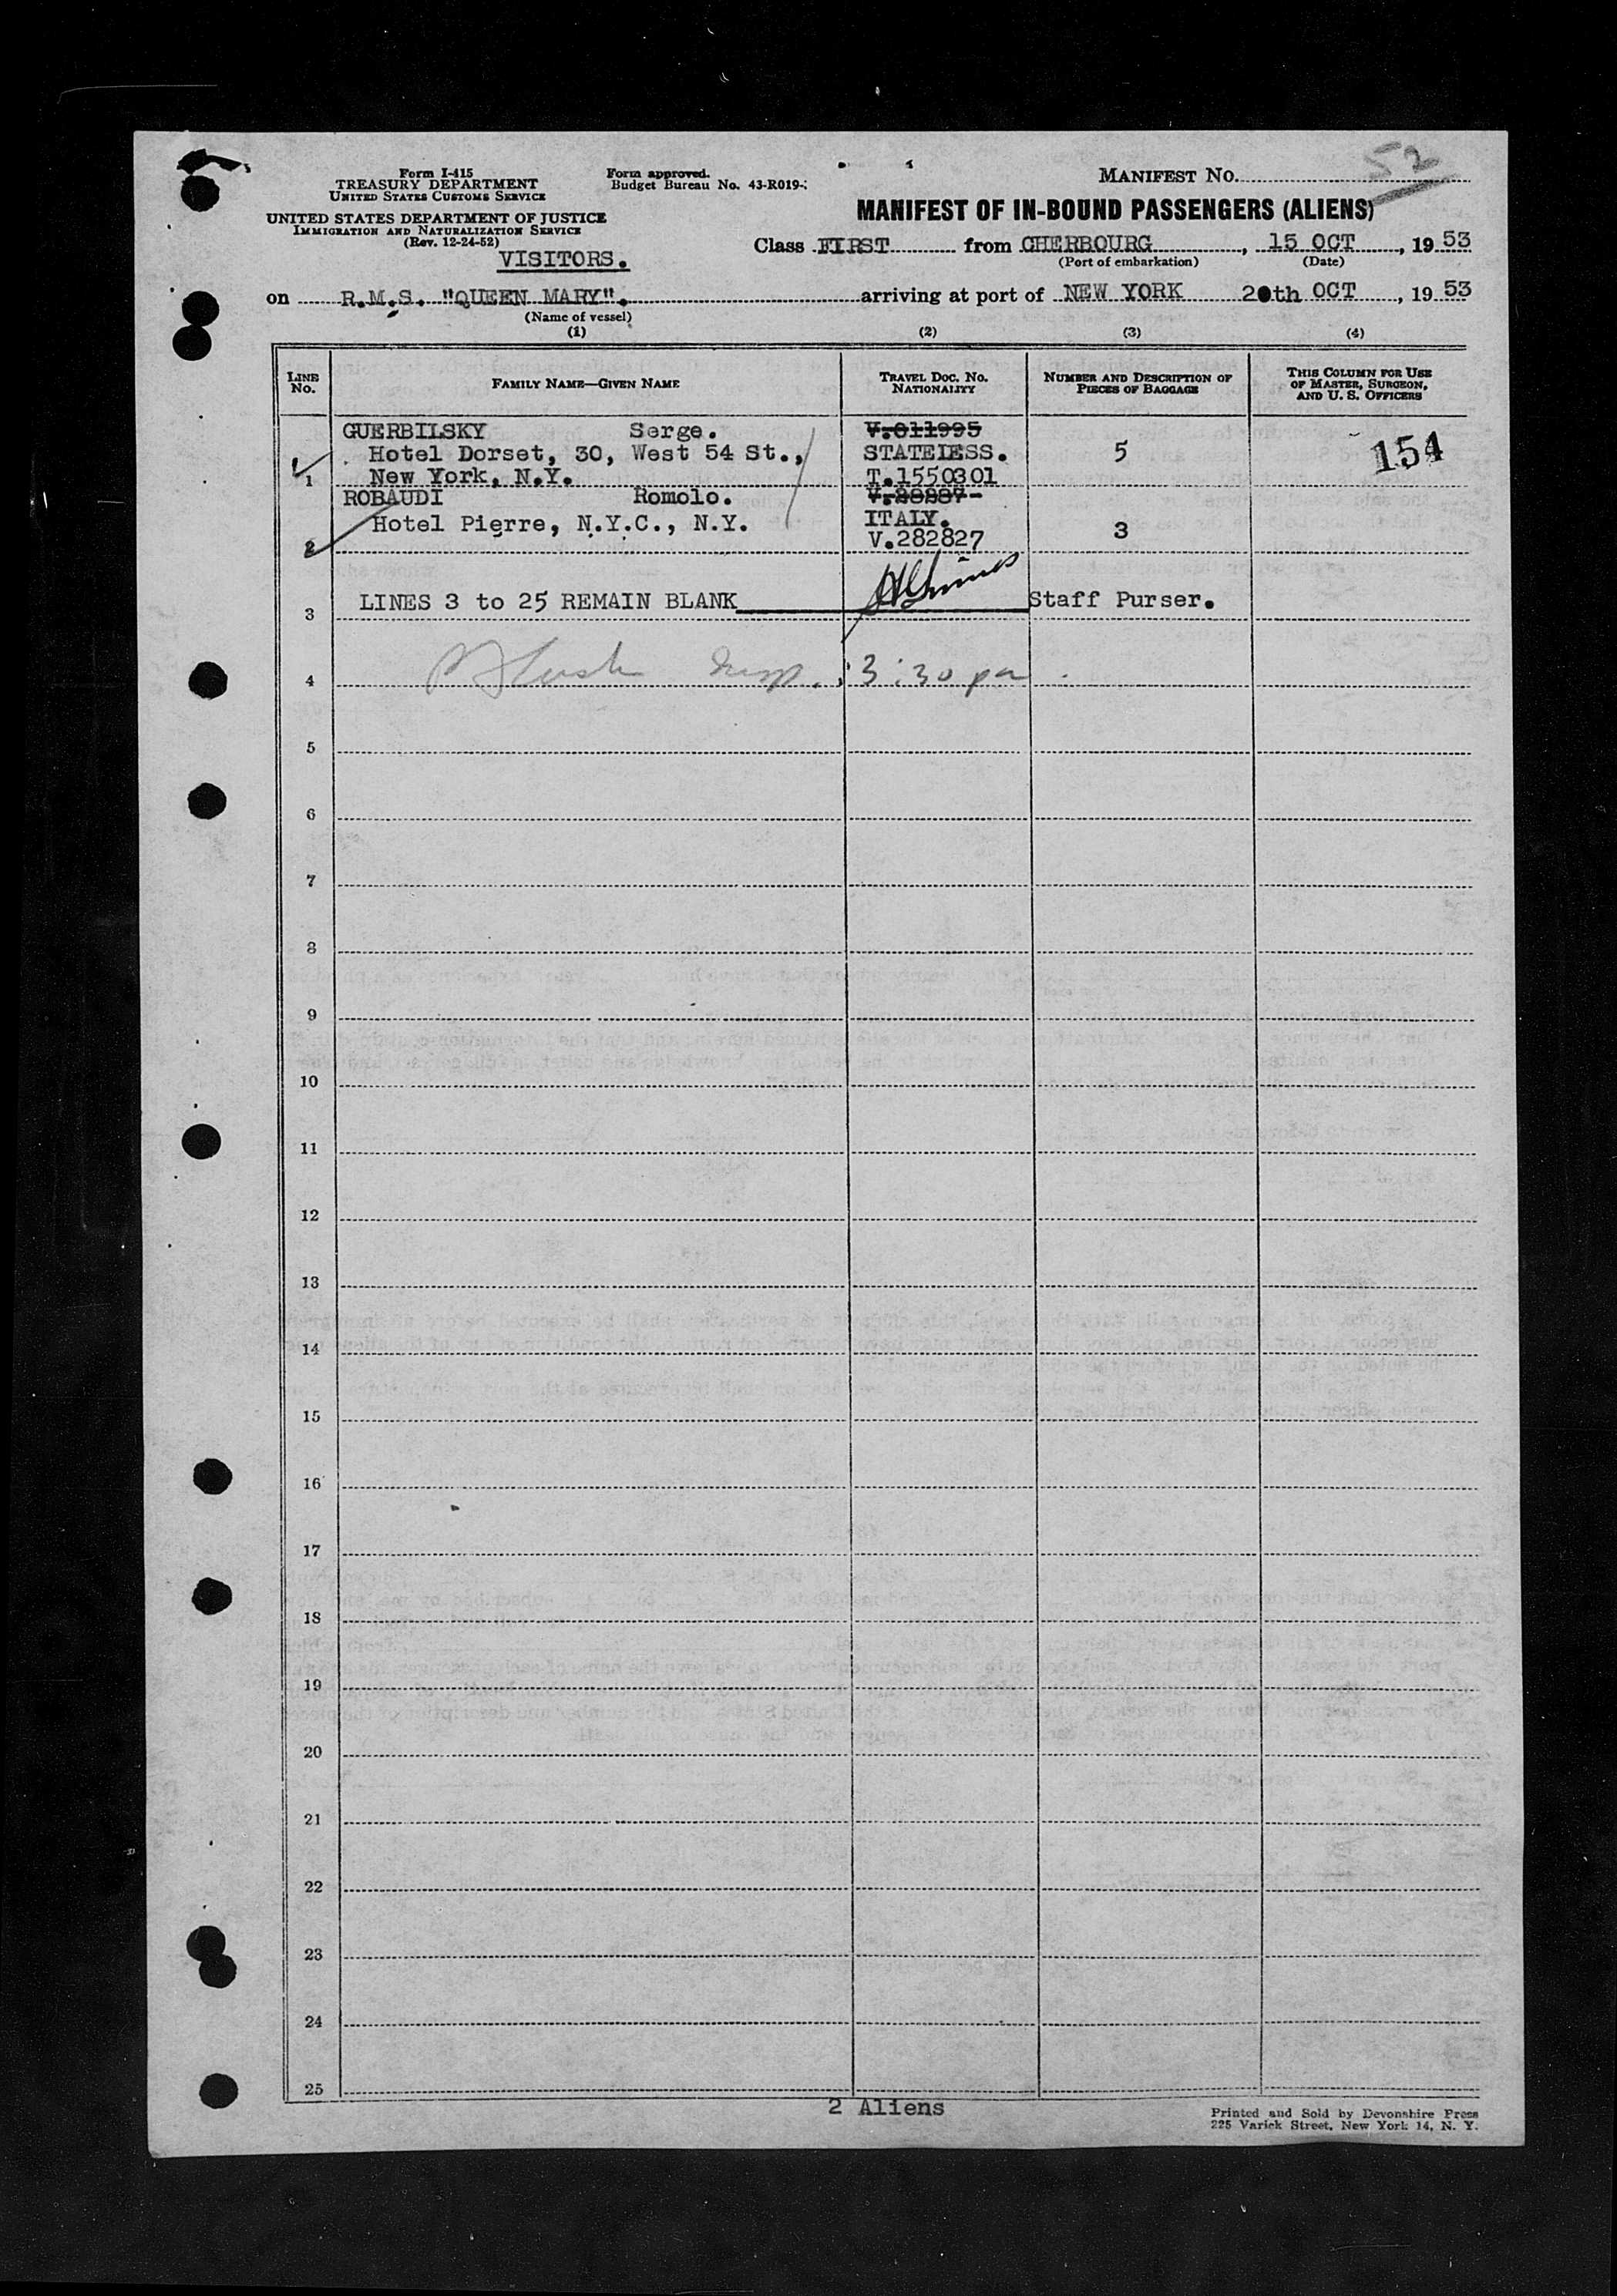 52
Form I-415
TREASURY DEPARTMENT
UNITED STATES CUSTOMS SERVICE
Form approved.
Budget Bureau No. 43-R019-
MANIFEST NO.
UNITED STATES DEPARTMENT OF JUSTICE
IMMIGRATION AND NATURALIZATION SERVICE
(Rev. 12-24-52)
VISITORS.
MANIFEST OF IN-BOUND PASSENGERS (ALIENS)
Class FIRST from CHERBOURG, 15 OCT, 1953
(Port of embarkation) (Date)
on R.M.S. "QUEEN MARY". arriving at port of NEW YORK 20th OCT, 1953
(Name of vessel)
(1) (2) (3) (4)
LINE NO.
FAMILY NAME—GIVEN NAME
TRAVEL DOC. NO. NATIONALITY
NUMBER AND DESCRIPTION OF PIECES OF BAGGAGE
THIS COLUMN FOR USE OF MASTER, SURGEON, AND U. S. OFFICERS
GUERBILSKY Serge. V.011995
Hotel Dorset, 30, West 54 St., STATELESS. 5 154
1 New York, N.Y. T.1550301
ROBAUDI Romolo.
Hotel Pierre, N.Y.C., N.Y. ITALY. 3
2 V.282827
3 LINES 3 to 25 REMAIN BLANK Staff Purser.
4 3:30 pm
5
6
7
8
9
10
11
12
13
14
15
16
17
18
19
20
21
22
23
24
25
2 Aliens
Printed and Sold by Devonshire Press
225 Varick Street, New York 14, N. Y.